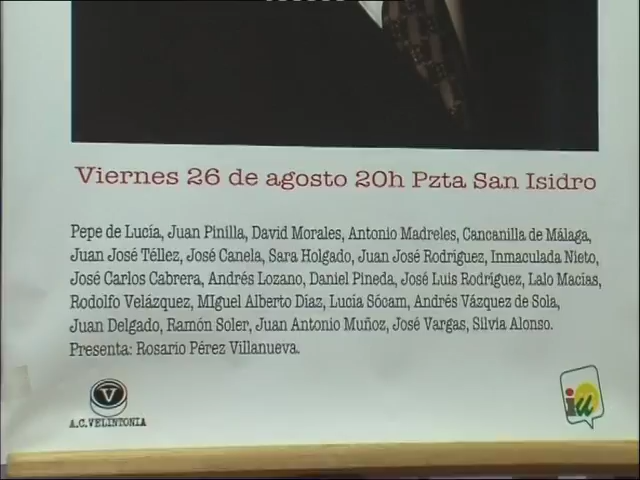 Viernes 26 de agosto 20h Pzta San Isidro
Pepe de Lucía, Juan Pinilla, David Morales, Antonio Madreles, Cancanilla de Málaga,
Juan José Téllez, José Canela, Sara Holgado, Juan José Rodríguez, Inmaculada Nieto,
José Carlos Cabrera, Andrés Lozano, Daniel Pineda, José Luis Rodríguez, Lalo Macías,
Rodolfo Velázquez, MIguel Alberto Díaz, Lucía Sócam, Andrés Vázquez de Sola,
Juan Delgado, Ramón Soler, Juan Antonio Muñoz, José Vargas, Silvia Alonso.
Presenta: Rosario Pérez Villanueva.
V
A.C.VELINTONIA
iu